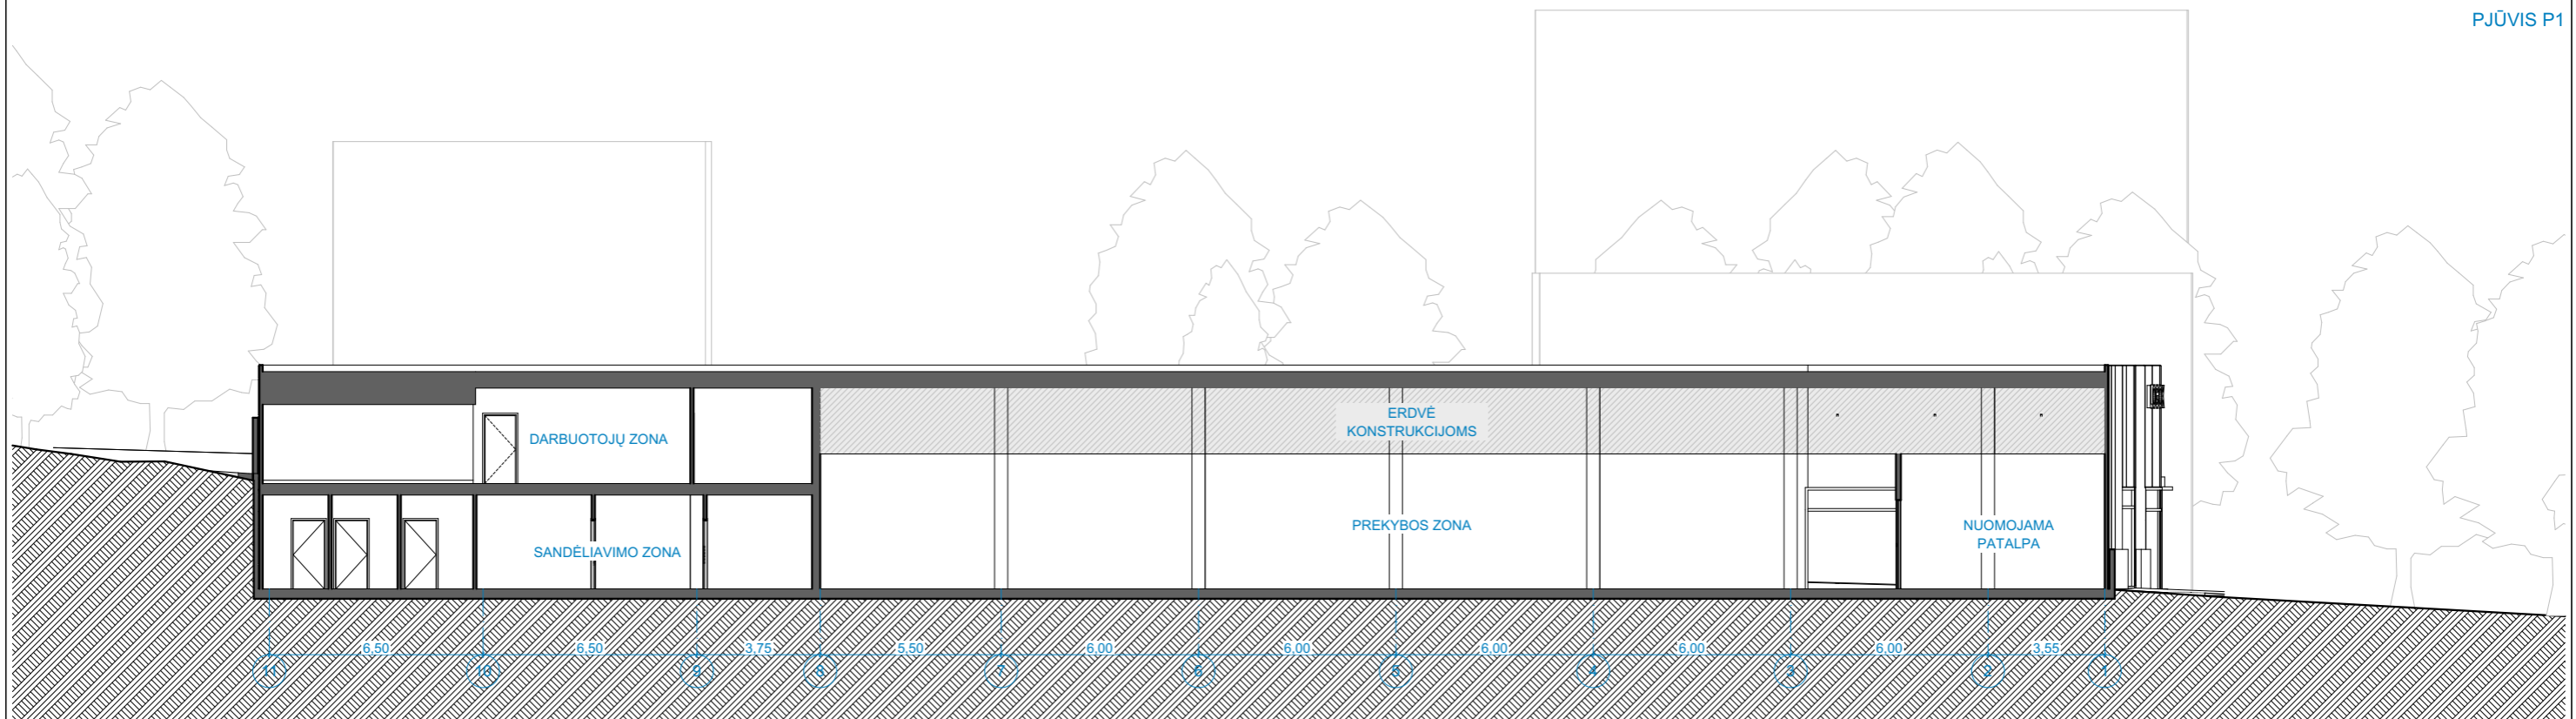 PJŪVIS P1
ERDVĖ
KONSTRUKCIJOMS
DARBUOTOJŲ ZONA
PREKYBOS ZONA
NUOMOJAMA
PATALPA
SANDĖLIAVIMO ZONA
6,50 6,50 3,75 5,50 6,00 6,00 6,00 6,00 6,00 3,55
11 10 9 8 7 6 5 4 3 2 1